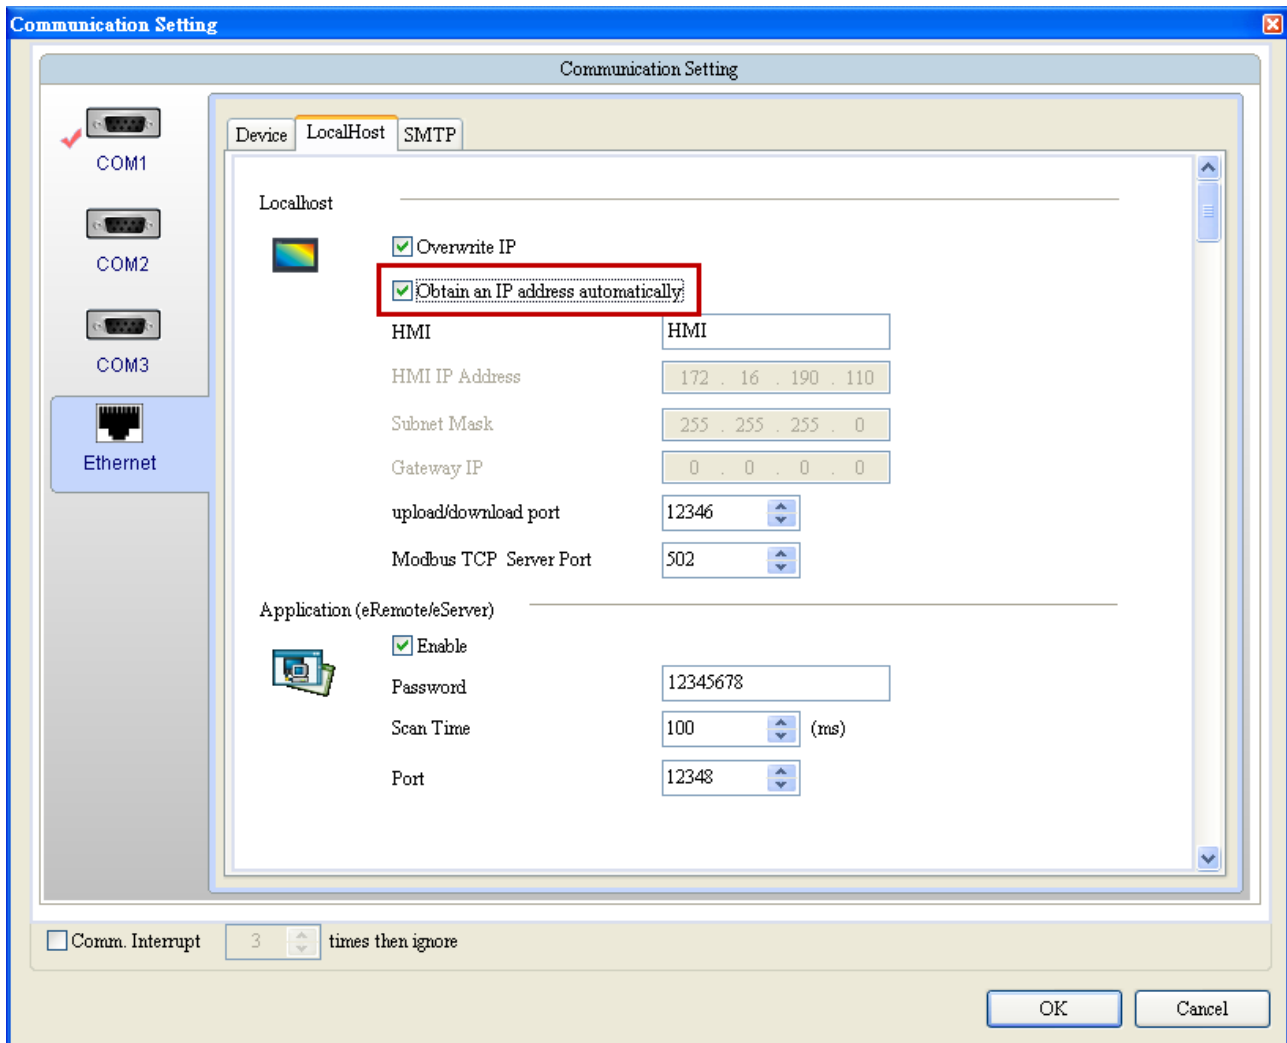 Communication Setting
Communication Setting
COM1
COM2
COM3
Ethernet
Device LocalHost SMTP
Localhost
Overwrite IP
Obtain an IP address automatically
HMI HMI
HMI IP Address 172 . 16 . 190 . 110
Subnet Mask 255 . 255 . 255 . 0
Gateway IP 0 . 0 . 0 . 0
upload/download port 12346
Modbus TCP Server Port 502
Application (eRemote/eServer)
Enable
Password 12345678
Scan Time 100 (ms)
Port 12348
Comm. Interrupt 3 times then ignore
OK Cancel